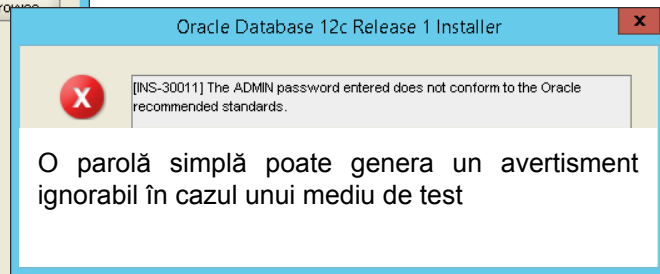 Oracle Database 12c Release 1 Installer
x
[INS-30011] The ADMIN password entered does not conform to the Oracle
recommended standards.
O parolă simplă poate genera un avertisment
ignorabil în cazul unui mediu de test